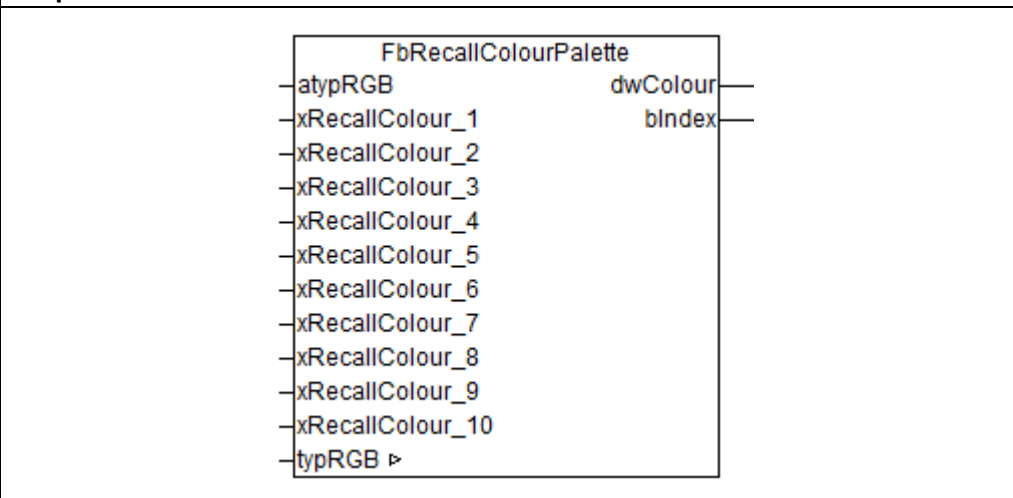 FbRecallColourPalette
atypRGB dwColour
xRecallColour_1 bIndex
xRecallColour_2
xRecallColour_3
xRecallColour_4
xRecallColour_5
xRecallColour_6
xRecallColour_7
xRecallColour_8
xRecallColour_9
xRecallColour_10
typRGB ▹